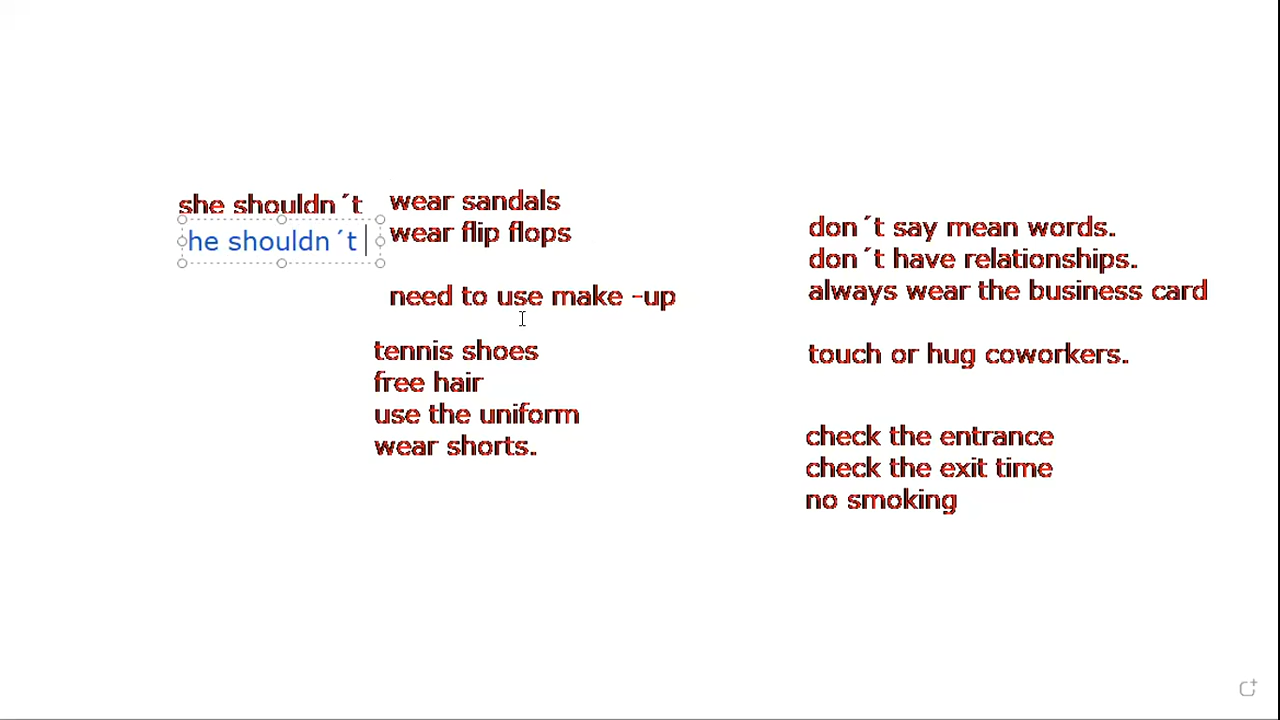 she shouldn´t wear sandals
he shouldn´t wear flip flops
need to use make -up
tennis shoes
free hair
use the uniform
wear shorts.
don´t say mean words.
don´t have relationships.
always wear the business card
touch or hug coworkers.
check the entrance
check the exit time
no smoking